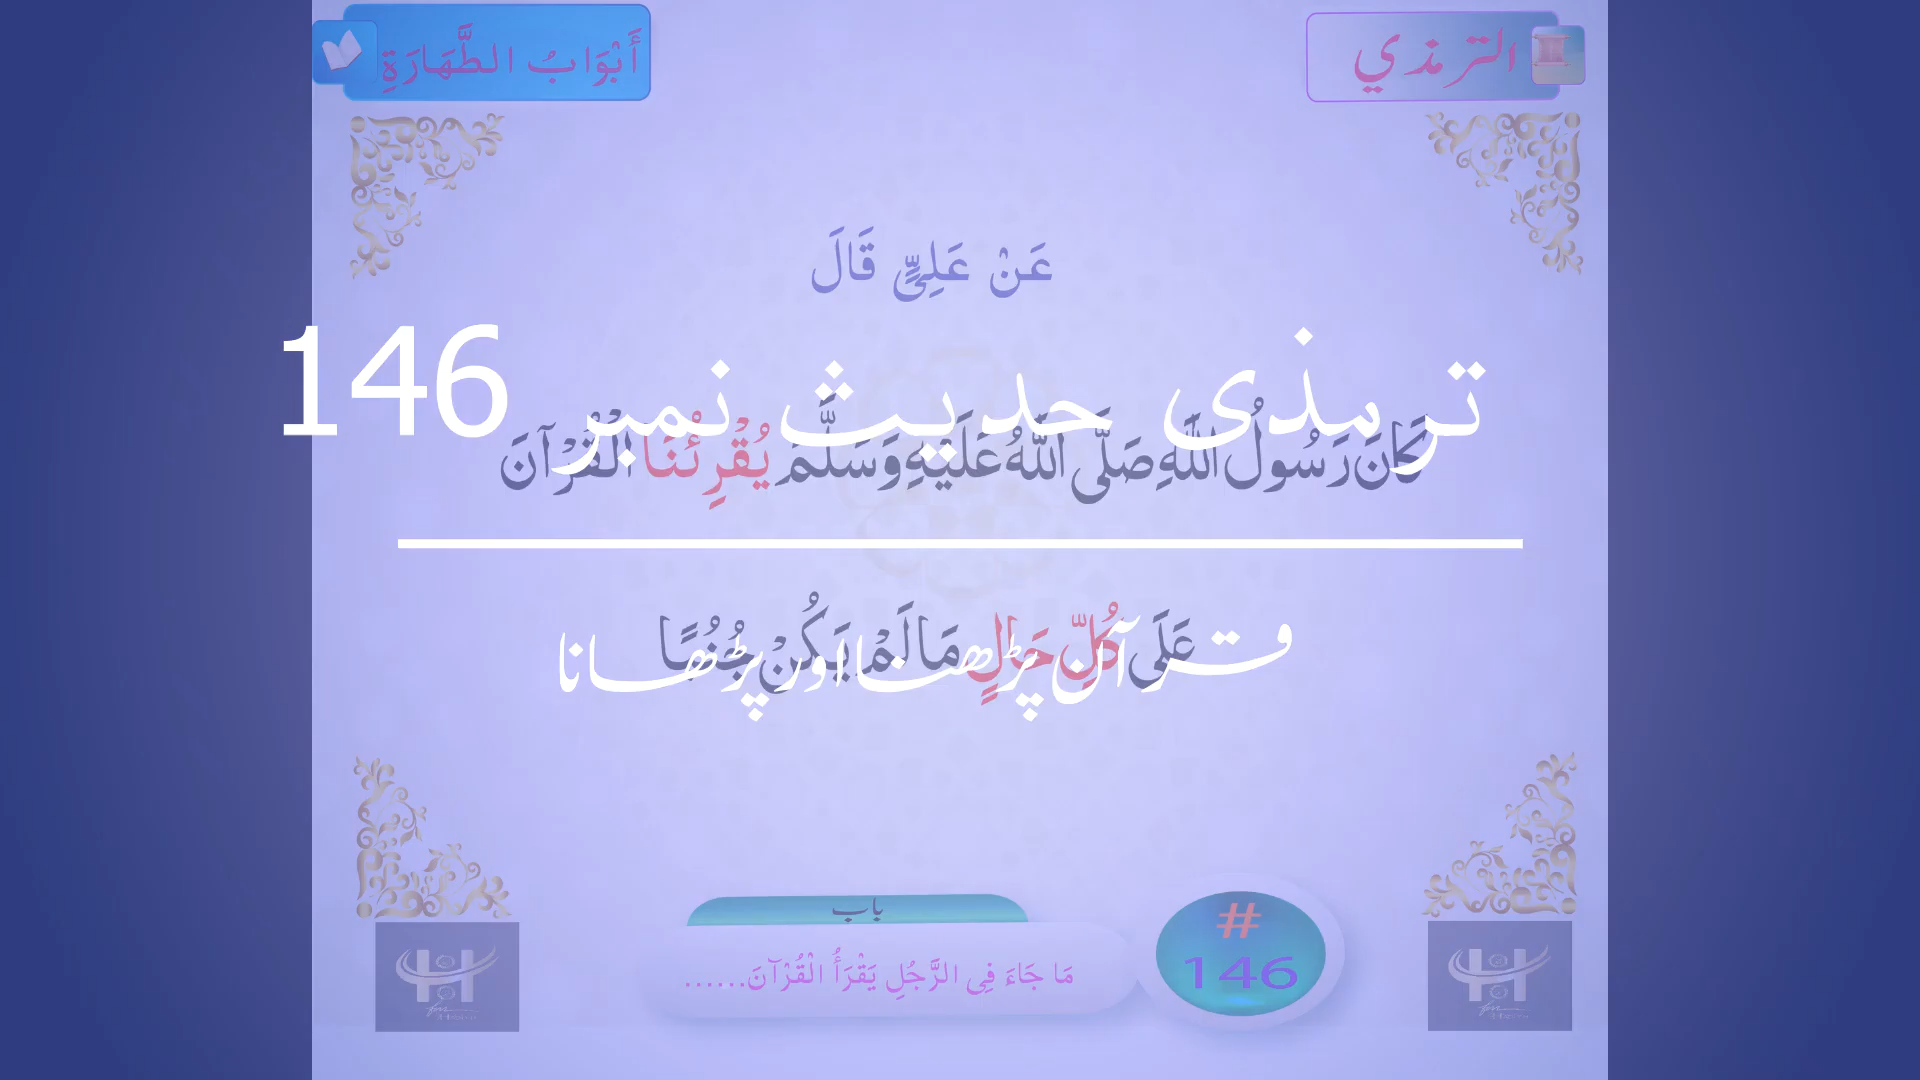 الترمذي
أَبْوَابُ الطَّهَارَةِ
عَنْ عَلِيٍّ قَالَ
ترمذی حدیث نمبر 146
كَانَ رَسُولُ اللَّهِ صَلَّى اللَّهُ عَلَيْهِ وَسَلَّمَ يُقْرِئُنَا الْقُرْآنَ
عَلَى كُلِّ حَالٍ مَا لَمْ يَكُنْ جُنُبًا
قرآن پڑھنا اور پڑھانا
باب
مَا جَاءَ فِي الرَّجُلِ يَقْرَأُ الْقُرْآنَ......
#
146